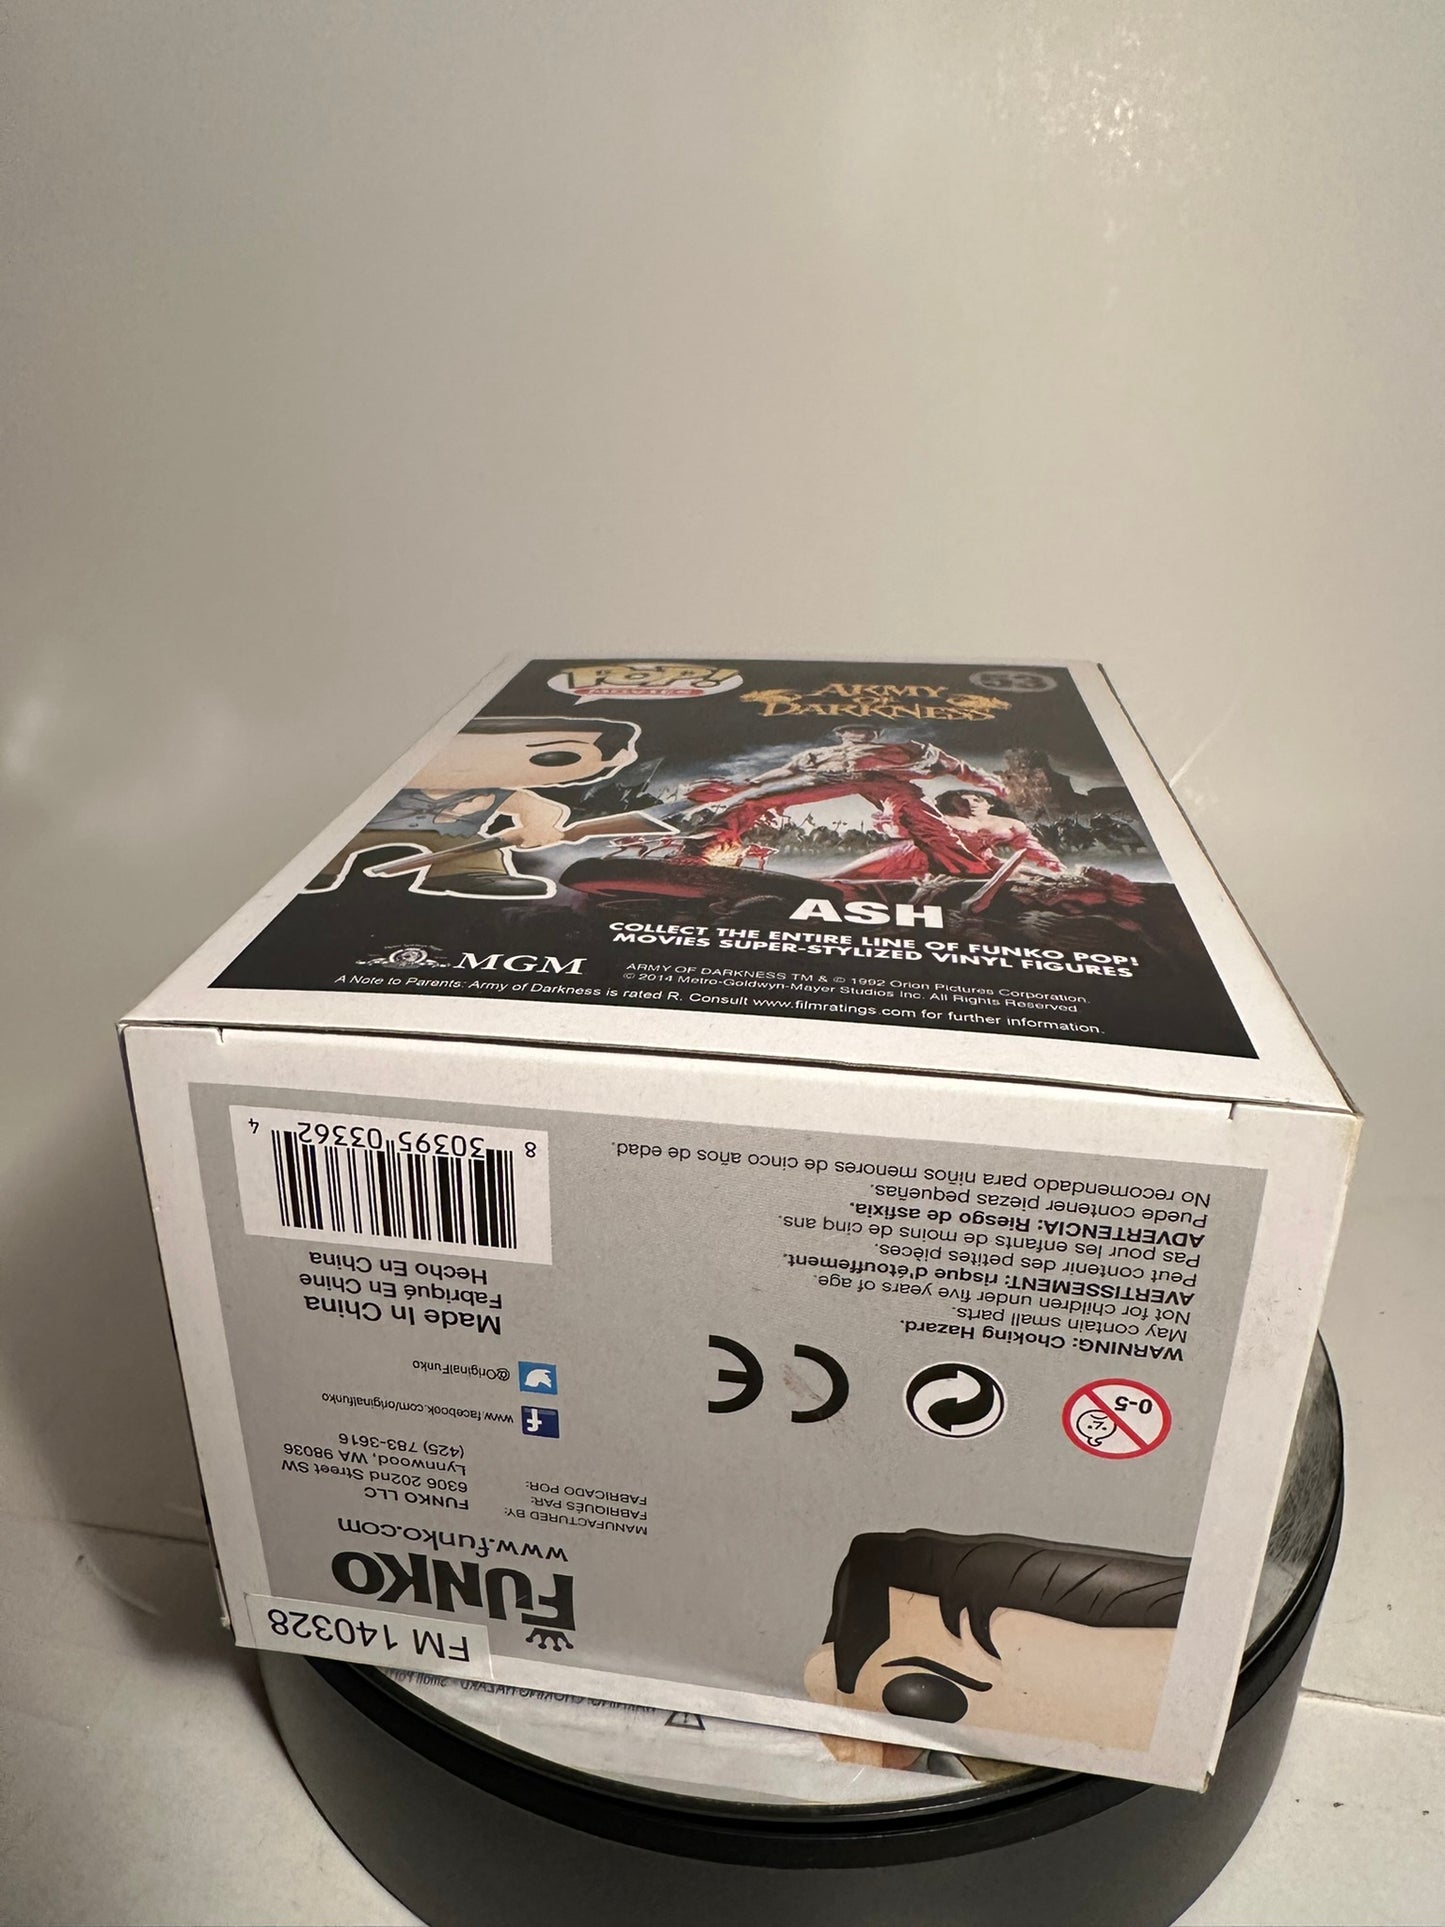 POP!
MOVIES
ARMY
OF
DARKNESS
53
ASH
COLLECT THE ENTIRE LINE OF FUNKO POP!
MOVIES SUPER-STYLIZED VINYL FIGURES
MGM
ARMY OF DARKNESS TM & © 1992 Orion Pictures Corporation.
© 2014 Metro-Goldwyn-Mayer Studios Inc. All Rights Reserved
A Note to Parents: Army of Darkness is rated R. Consult www.filmratings.com for further information.
FM 140328
FUNKO
www.funko.com
MANUFACTURED BY:
FABRIQUÉS PAR:
FABRICADO POR:
FUNKO LLC
6306 202nd Street SW
Lynnwood, WA 98036
(425) 783-3616
f
www.facebook.com/originalfunko
@OriginalFunko
Made In China
Fabriqué En Chine
Hecho En China
8 30395 03362 4
0-5
CE
WARNING: Choking Hazard.
May contain small parts.
Not for children under five years of age.
AVERTISSEMENT: risque d'étouffement.
Peut contenir des petites pièces.
Pas pour les enfants de moins de cinq ans.
ADVERTENCIA: Riesgo de asfixia.
Puede contener piezas pequeñas.
No recomendado para niños menores de cinco años de edad.